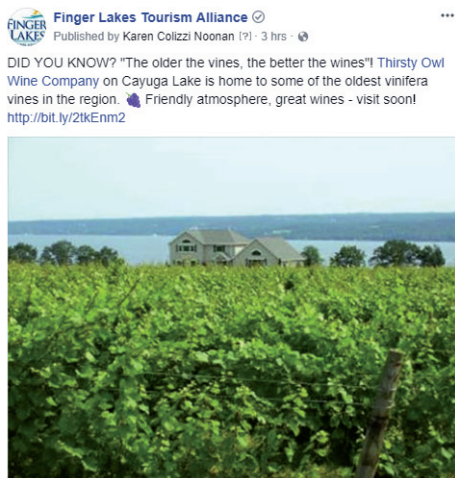 FINGER
LAKES
Finger Lakes Tourism Alliance
Published by Karen Colizzi Noonan [?] · 3 hrs ·
DID YOU KNOW? "The older the vines, the better the wines"! Thirsty Owl
Wine Company on Cayuga Lake is home to some of the oldest vinifera
vines in the region. 🍇 Friendly atmosphere, great wines - visit soon!
http://bit.ly/2tkEnm2